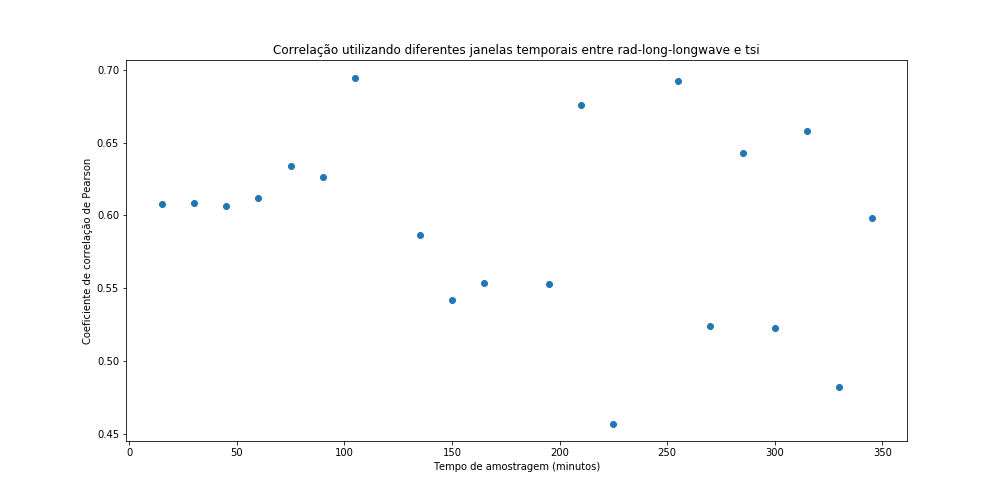 Correlação utilizando diferentes janelas temporais entre rad-long-longwave e tsi
0.70
0.65
0.60
0.55
0.50
0.45
Coeficiente de correlação de Pearson
0 50 100 150 200 250 300 350
Tempo de amostragem (minutos)